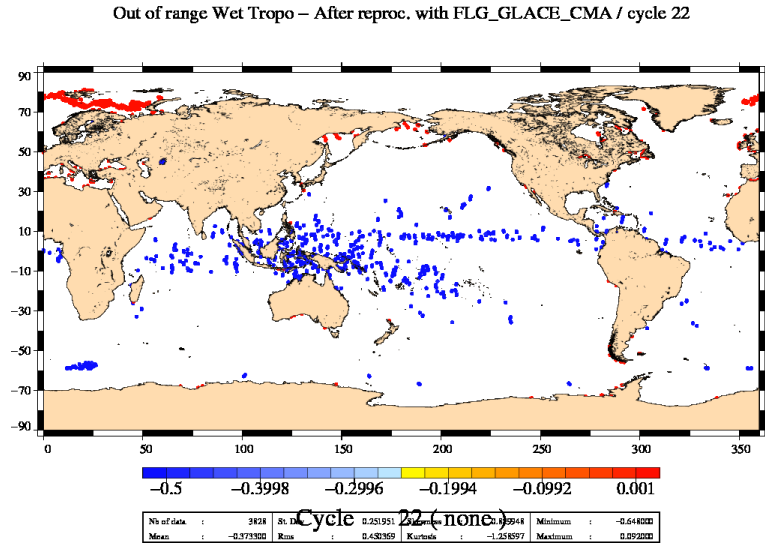 Out of range Wet Tropo – After reproc. with FLG_GLACE_CMA / cycle 22
90
70
50
30
10
−10
−30
−50
−70
−90
0 50 100 150 200 250 300 350
−0.5 −0.3998 −0.2996 −0.1994 −0.0992 0.001
Cycle 22 ( none )
Nb of data : 3828 St. Dev : 0.251951 Minimum : −0.648000
Mean : −0.373300 Rms : 0.450369 Kurtosis : −1.258597 Maximum : 0.092000